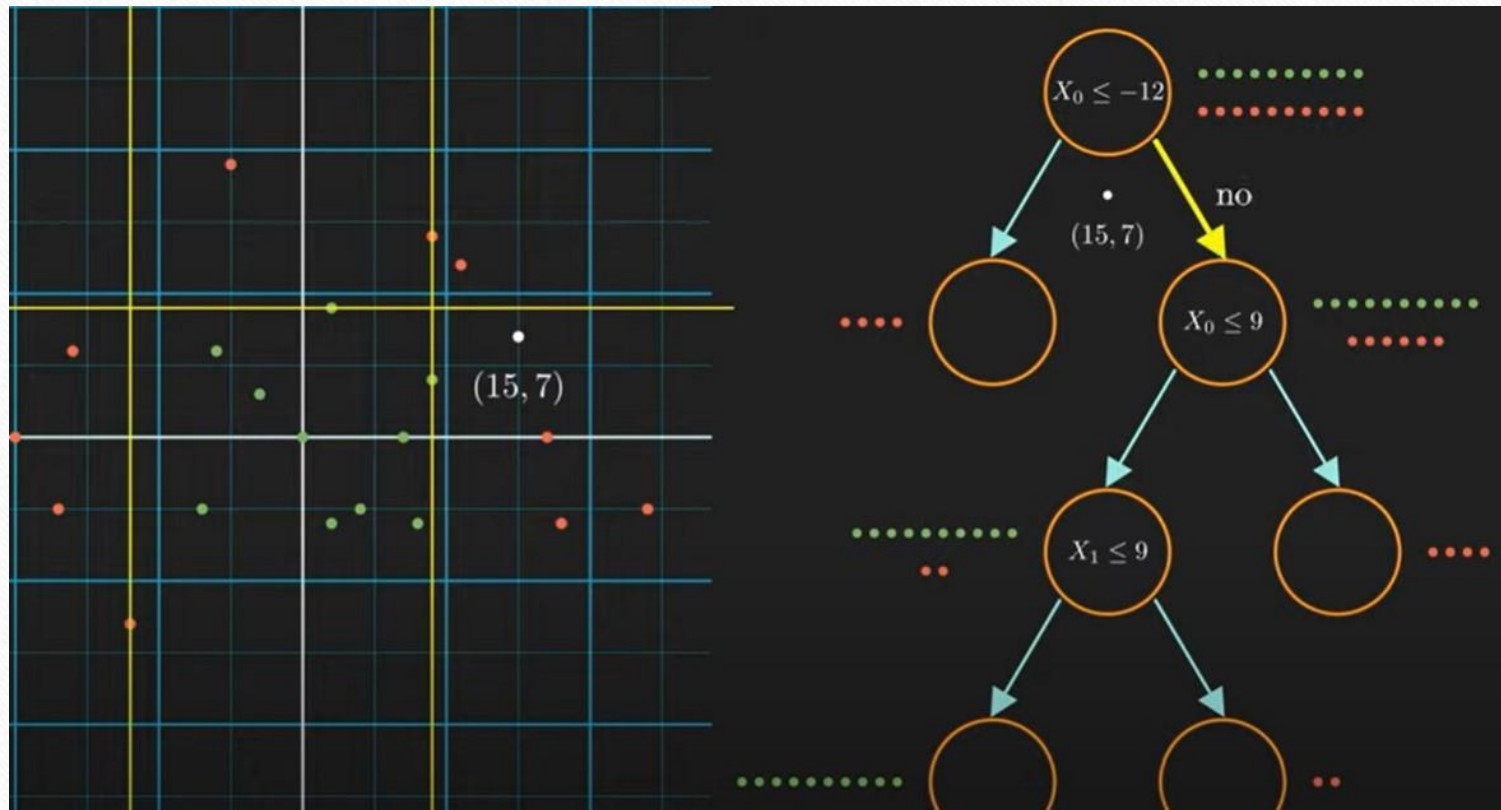 (15, 7)
X₀ ≤ −12
no
(15, 7)
X₀ ≤ 9
X₁ ≤ 9